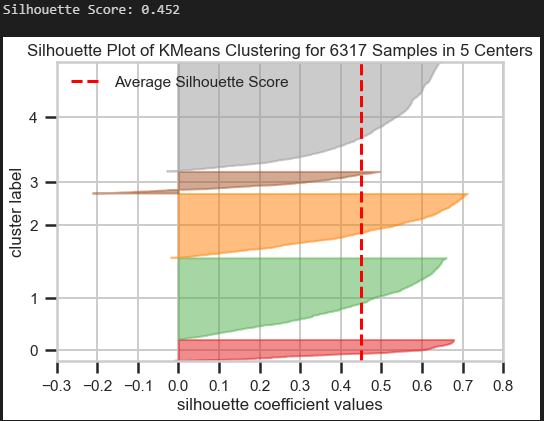 Silhouette Score: 0.452
Silhouette Plot of KMeans Clustering for 6317 Samples in 5 Centers
Average Silhouette Score
4
3
2
1
0
cluster label
−0.3 −0.2 −0.1 0.0 0.1 0.2 0.3 0.4 0.5 0.6 0.7 0.8
silhouette coefficient values